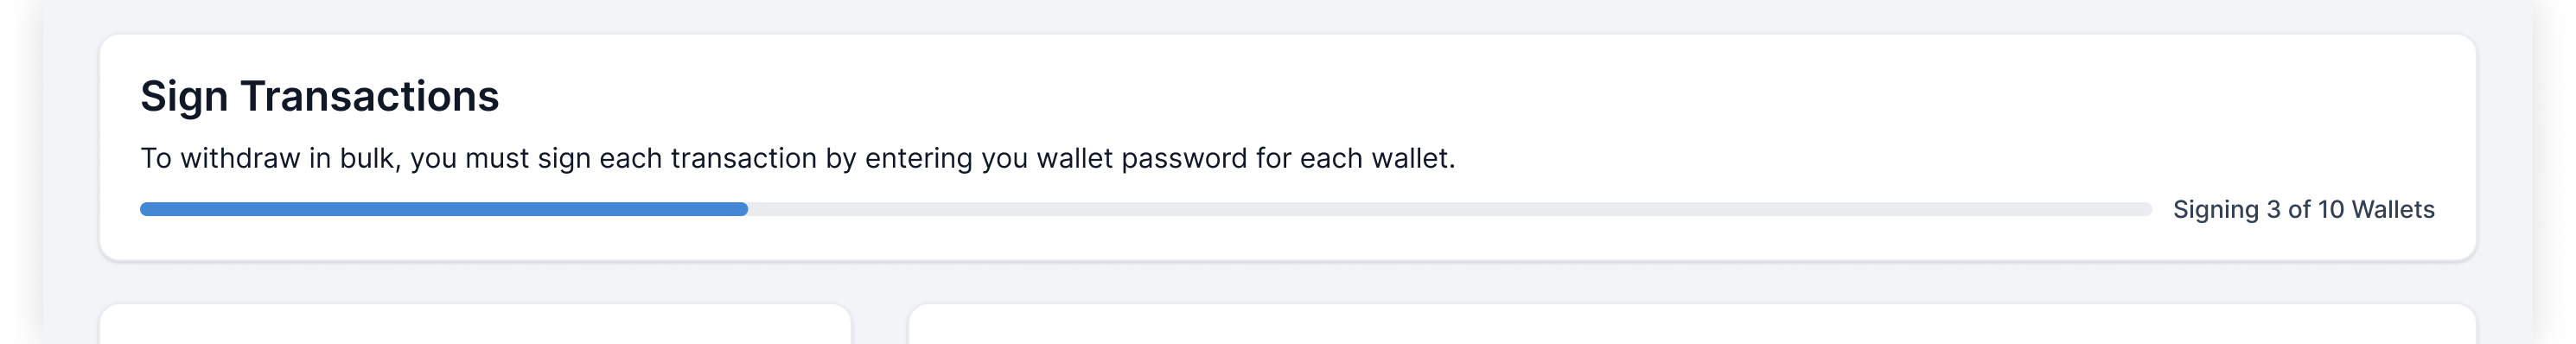 Sign Transactions
To withdraw in bulk, you must sign each transaction by entering you wallet password for each wallet.
Signing 3 of 10 Wallets